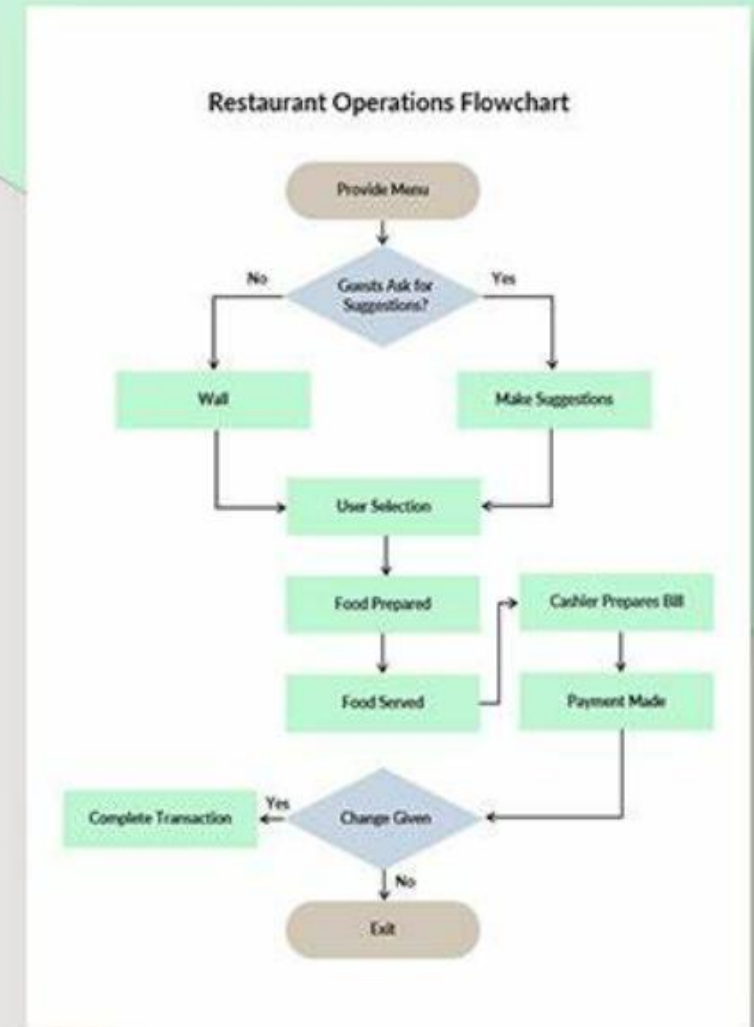 Restaurant Operations Flowchart
Provide Menu
Guests Ask for
Suggestions?
No
Yes
Wall
Make Suggestions
User Selection
Food Prepared
Cashier Prepares Bill
Food Served
Payment Made
Complete Transaction
Yes
Change Given
No
Exit